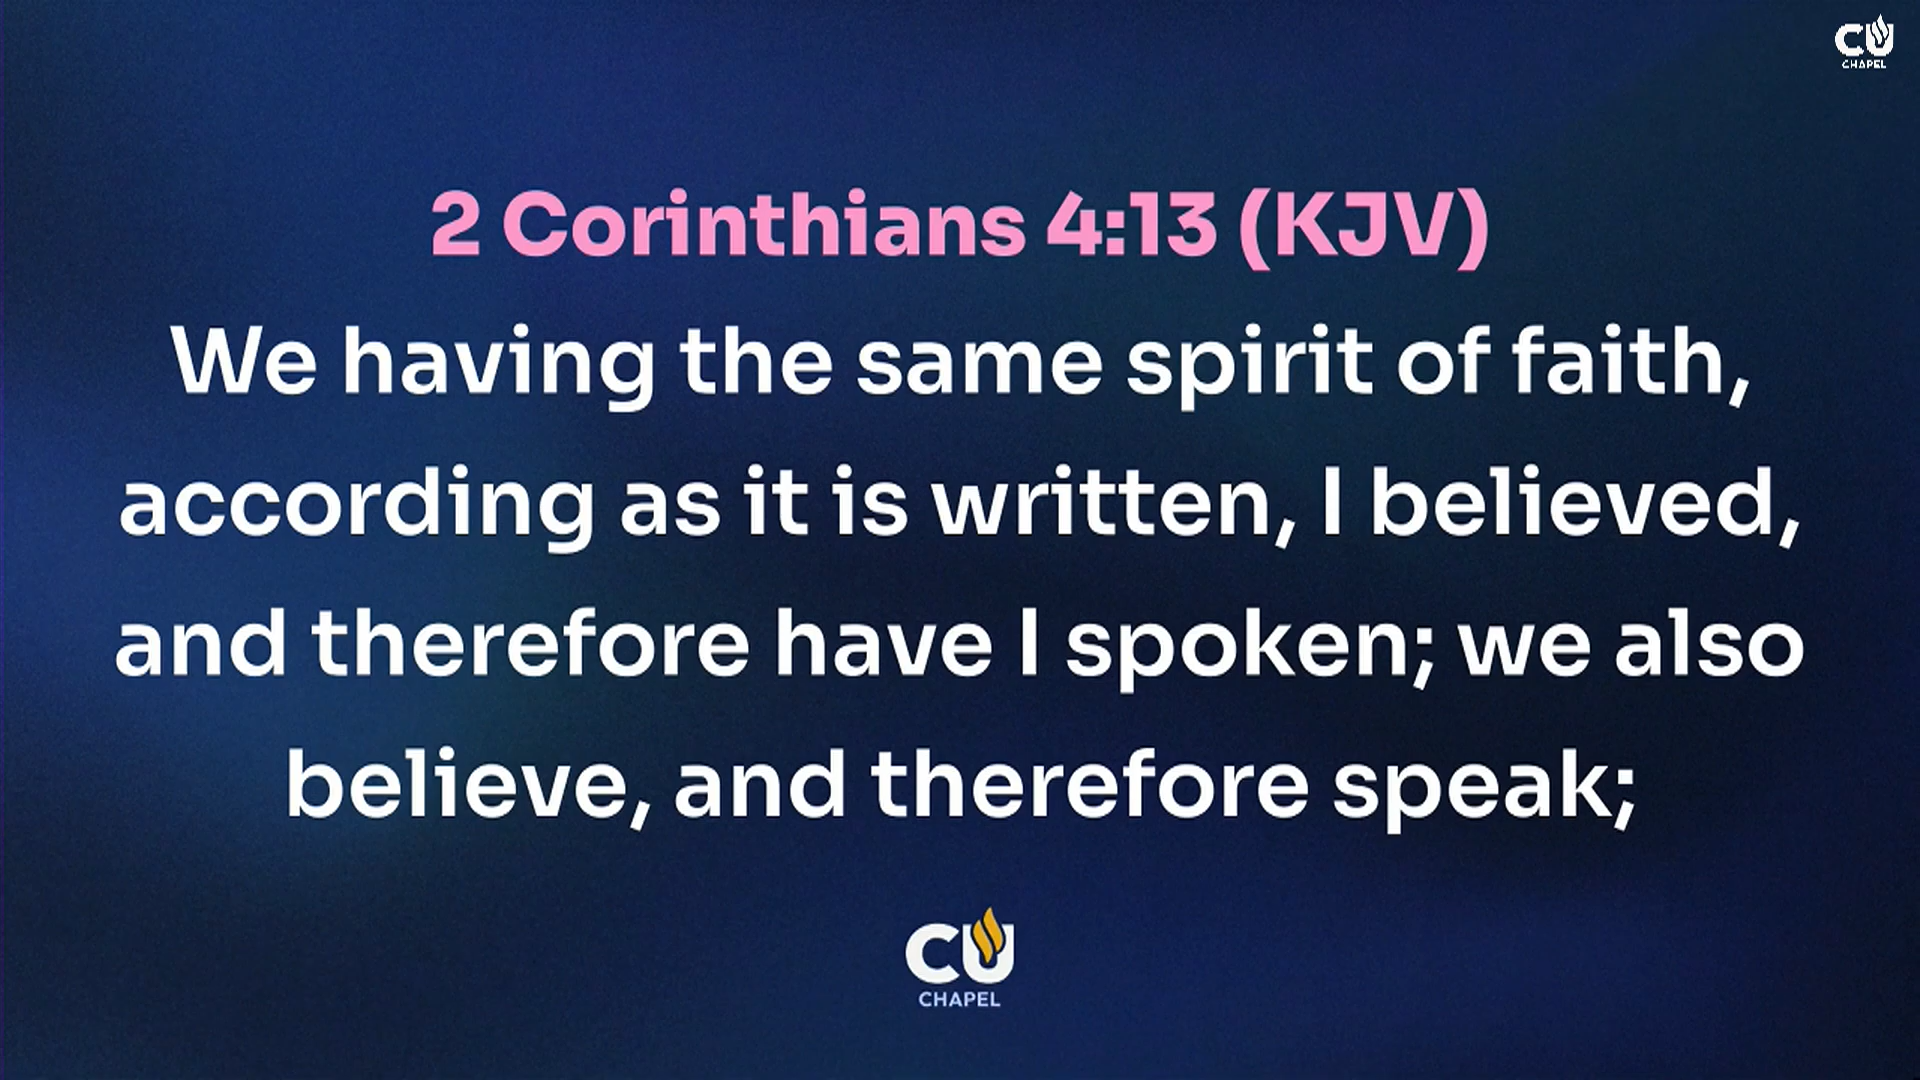 CU
CHAPEL
2 Corinthians 4:13 (KJV)
We having the same spirit of faith,
according as it is written, I believed,
and therefore have I spoken; we also
believe, and therefore speak;
CU
CHAPEL